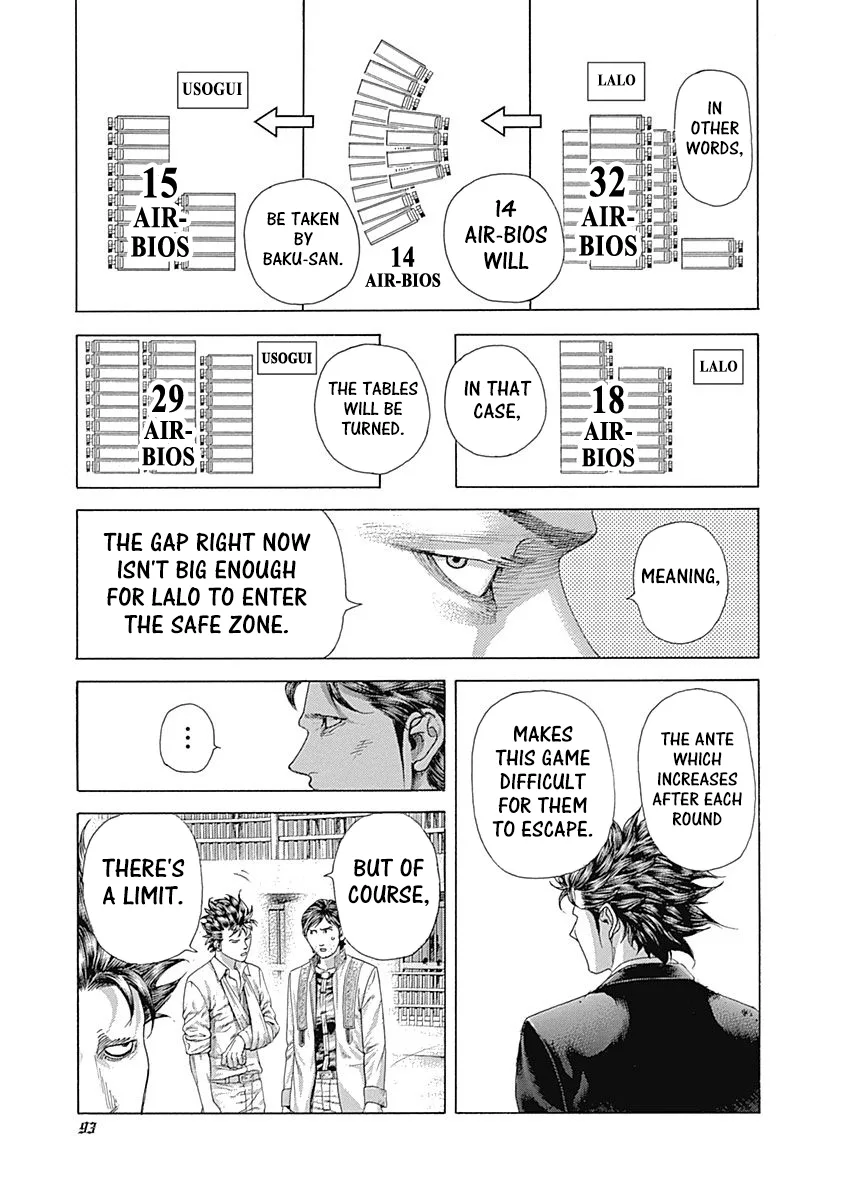 IN
OTHER
WORDS,
LALO
32
AIR-
BIOS
14
AIR-BIOS
WILL
14
AIR-BIOS
BE TAKEN
BY
BAKU-SAN.
USOGUI
15
AIR-
BIOS
LALO
18
AIR-
BIOS
IN THAT
CASE,
THE TABLES
WILL BE
TURNED.
USOGUI
29
AIR-
BIOS
MEANING,
THE GAP RIGHT NOW
ISN'T BIG ENOUGH
FOR LALO TO ENTER
THE SAFE ZONE.
THE ANTE
WHICH
INCREASES
AFTER EACH
ROUND
MAKES
THIS GAME
DIFFICULT
FOR THEM
TO ESCAPE.
...
BUT OF
COURSE,
THERE'S
A LIMIT.
93